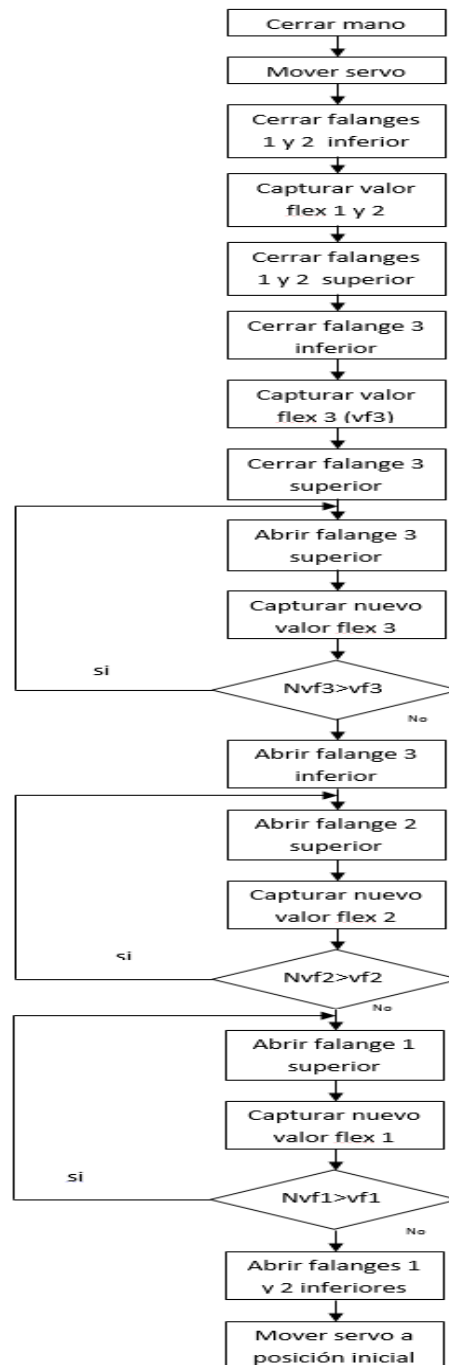 Cerrar mano
Mover servo
Cerrar falanges
1 y 2 inferior
Capturar valor
flex 1 y 2
Cerrar falanges
1 y 2 superior
Cerrar falange 3
inferior
Capturar valor
flex 3 (vf3)
Cerrar falange 3
superior
Abrir falange 3
superior
Capturar nuevo
valor flex 3
si
Nvf3>vf3
No
Abrir falange 3
inferior
Abrir falange 2
superior
Capturar nuevo
valor flex 2
si
Nvf2>vf2
No
Abrir falange 1
superior
Capturar nuevo
valor flex 1
si
Nvf1>vf1
No
Abrir falanges 1
y 2 inferiores
Mover servo a
posición inicial